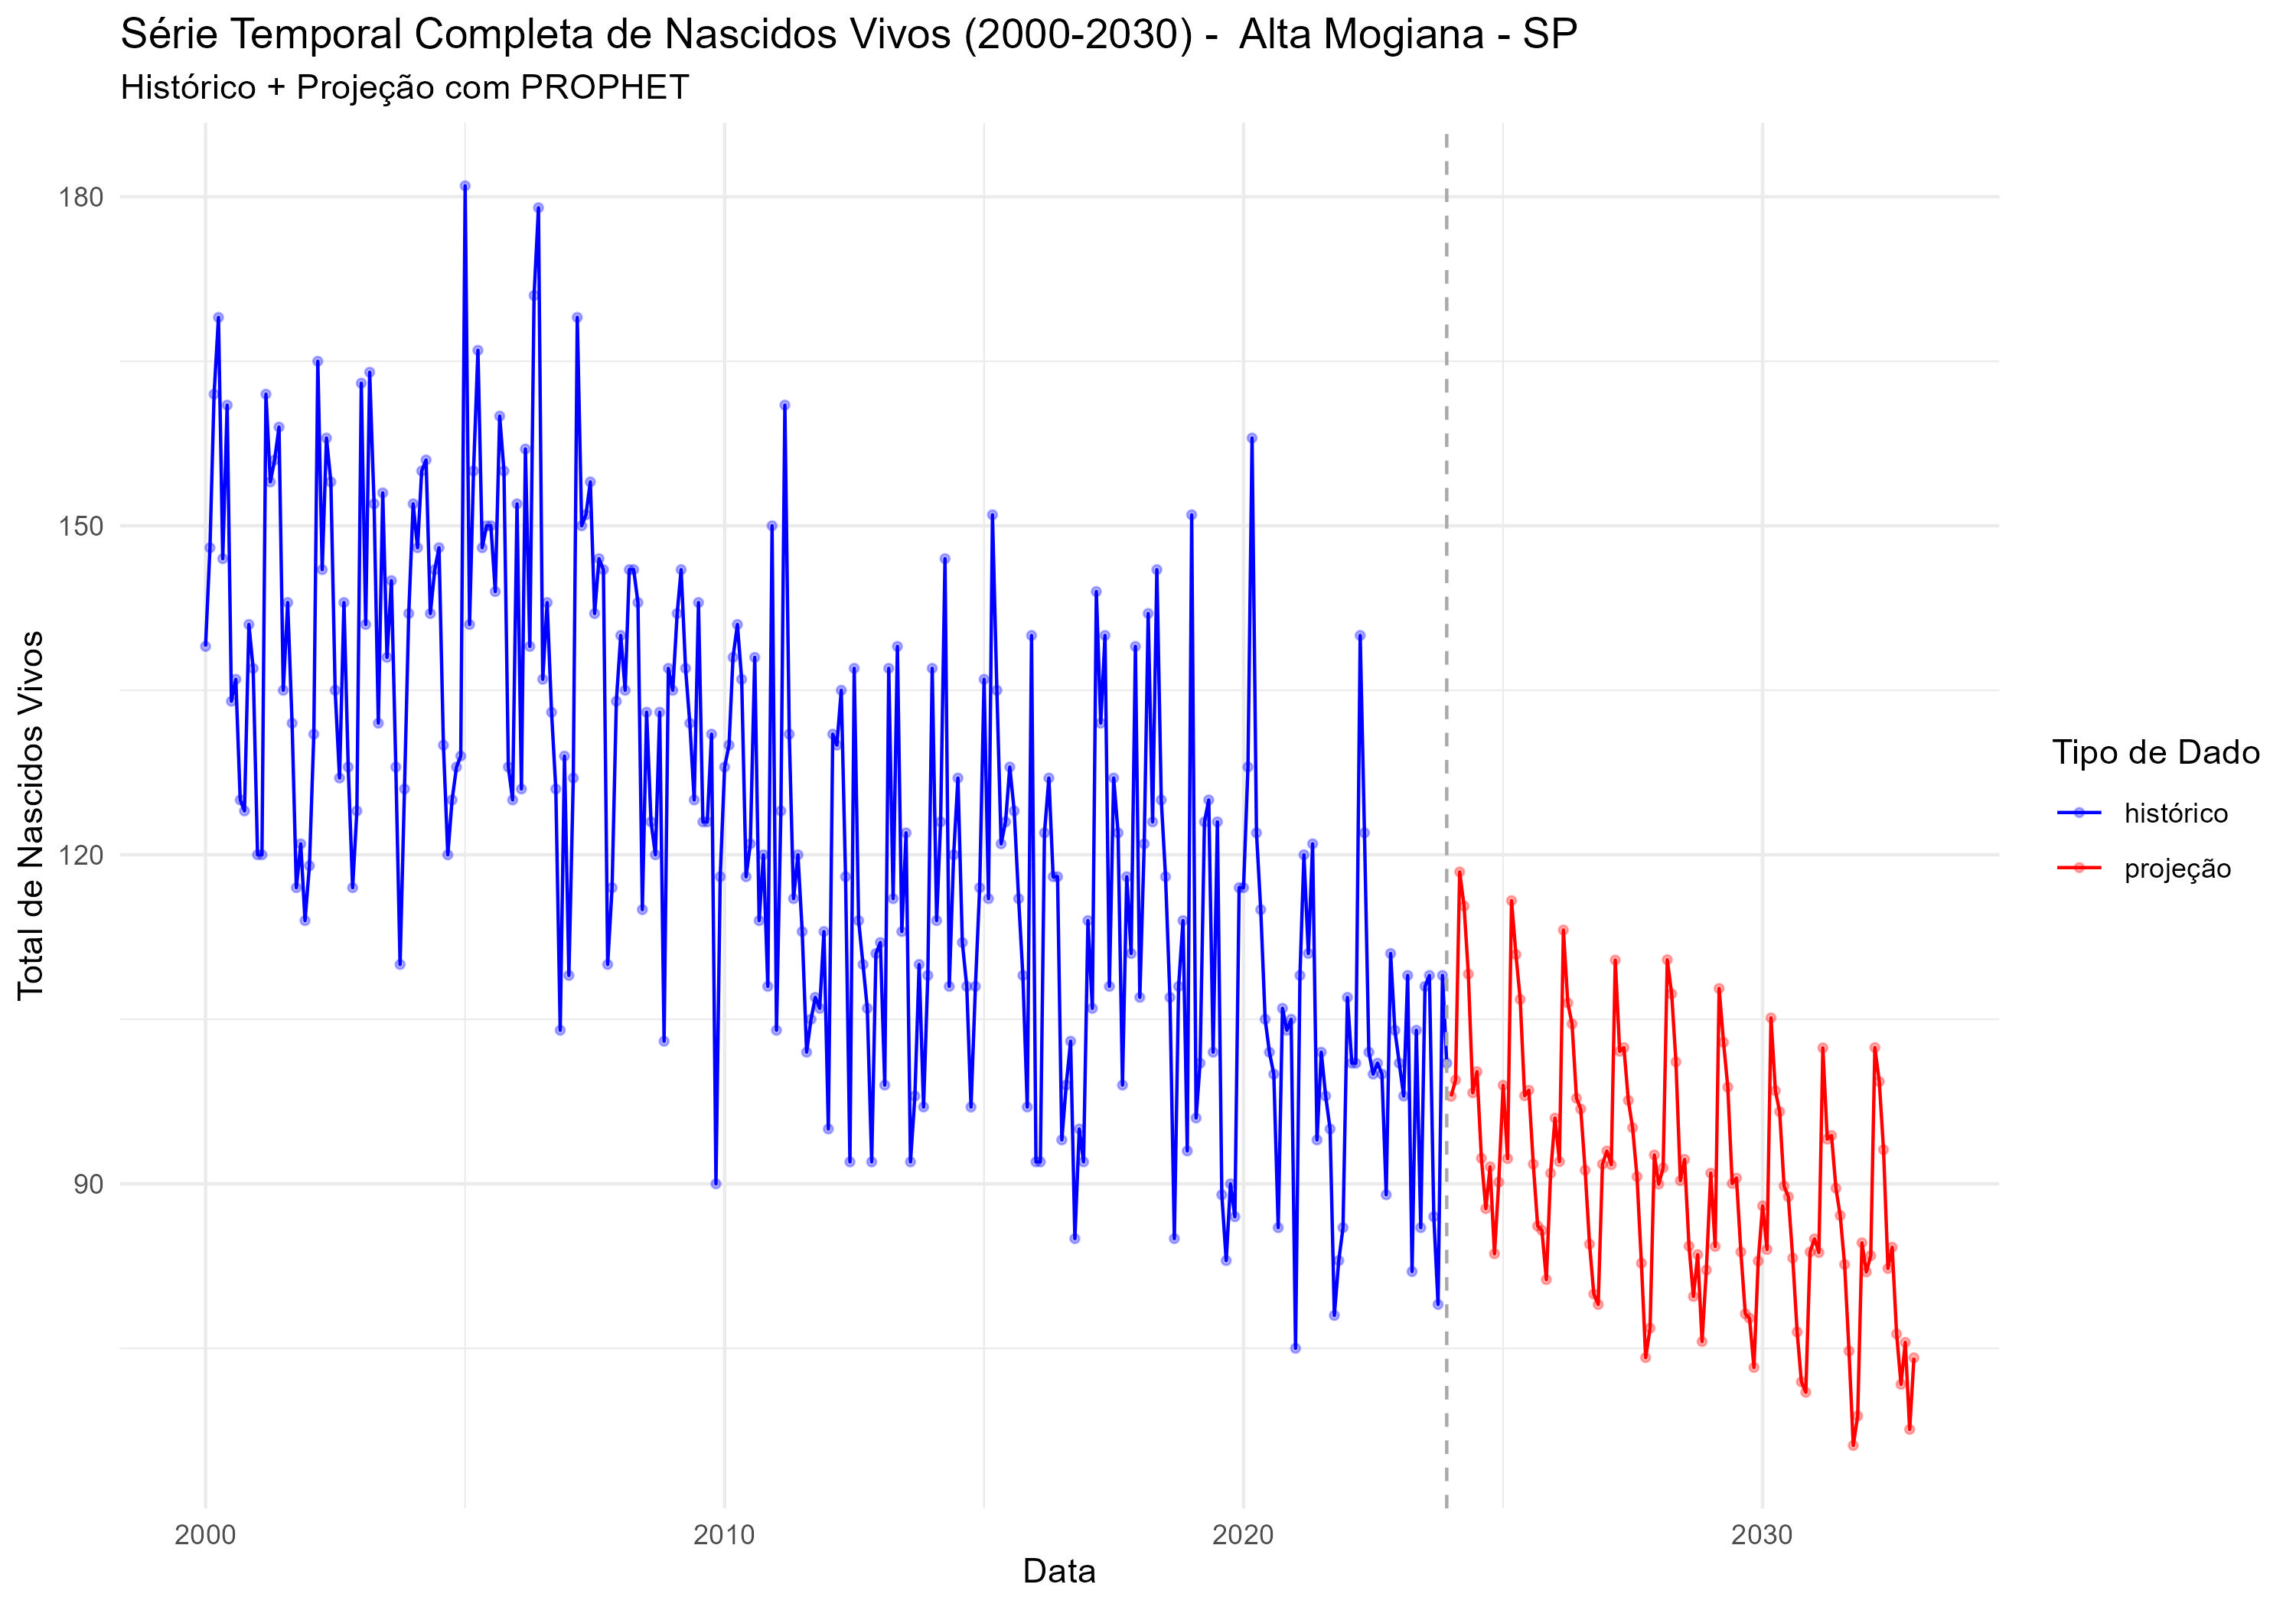 Série Temporal Completa de Nascidos Vivos (2000-2030) -  Alta Mogiana - SP
Histórico + Projeção com PROPHET
Total de Nascidos Vivos
180
150
120
90
2000
2010
2020
2030
Data
Tipo de Dado
histórico
projeção